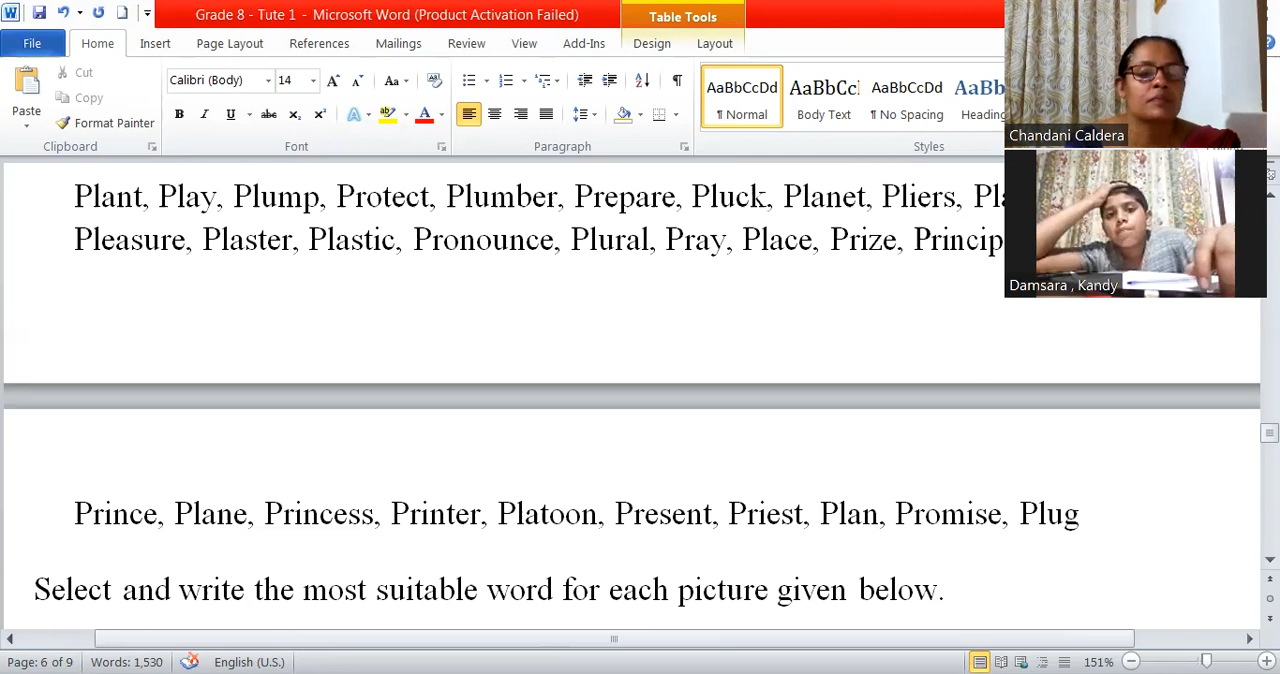 Grade 8 - Tute 1 - Microsoft Word (Product Activation Failed)
Table Tools
File Home Insert Page Layout References Mailings Review View Add-Ins Design Layout
Paste
Cut
Copy
Format Painter
Calibri (Body) 14
AaBbCcDd AaBbCc AaBbCcDd AaBb
¶ Normal Body Text ¶ No Spacing Heading
Clipboard Font Paragraph Styles
Chandani Caldera
Damsara , Kandy
Plant, Play, Plump, Protect, Plumber, Prepare, Pluck, Planet, Pliers,
Pleasure, Plaster, Plastic, Pronounce, Plural, Pray, Place, Prize, Princip
Prince, Plane, Princess, Printer, Platoon, Present, Priest, Plan, Promise, Plug
Select and write the most suitable word for each picture given below.
Page: 6 of 9 Words: 1,530 English (U.S.) 151%